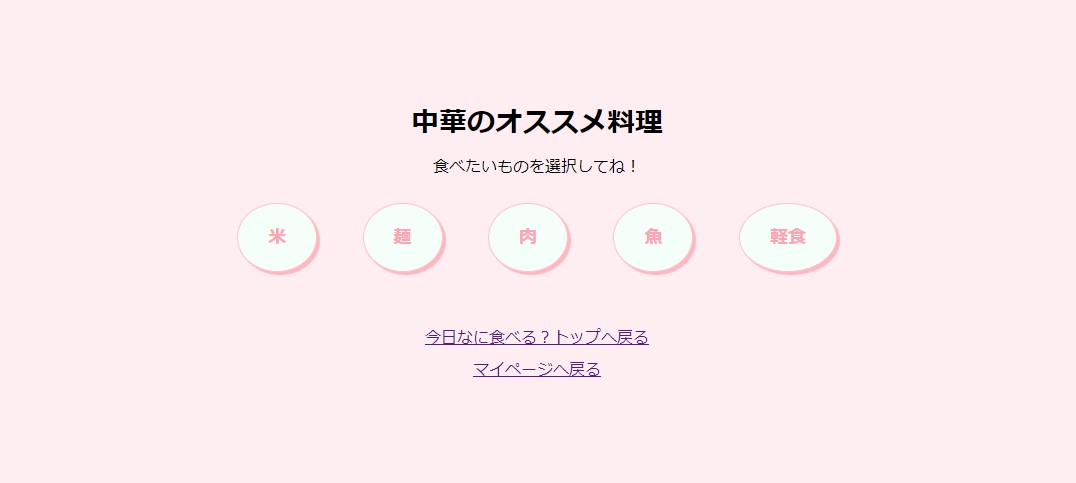 中華のオススメ料理
食べたいものを選択してね！
米 麺 肉 魚 軽食
今日なに食べる？トップへ戻る
マイページへ戻る